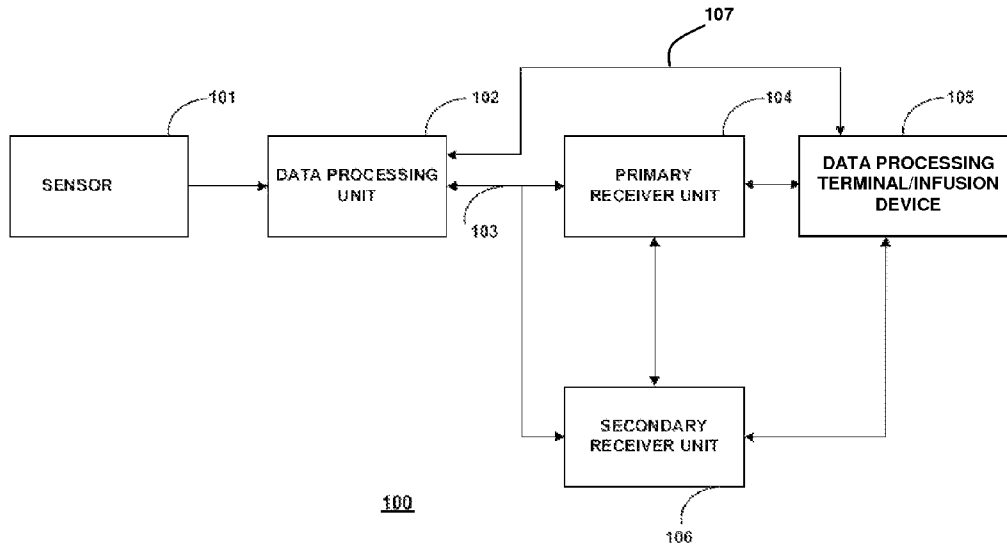 107
101
102
104
105
SENSOR
DATA PROCESSING
UNIT
PRIMARY
RECEIVER UNIT
DATA PROCESSING
TERMINAL/INFUSION
DEVICE
103
SECONDARY
RECEIVER UNIT
100
106